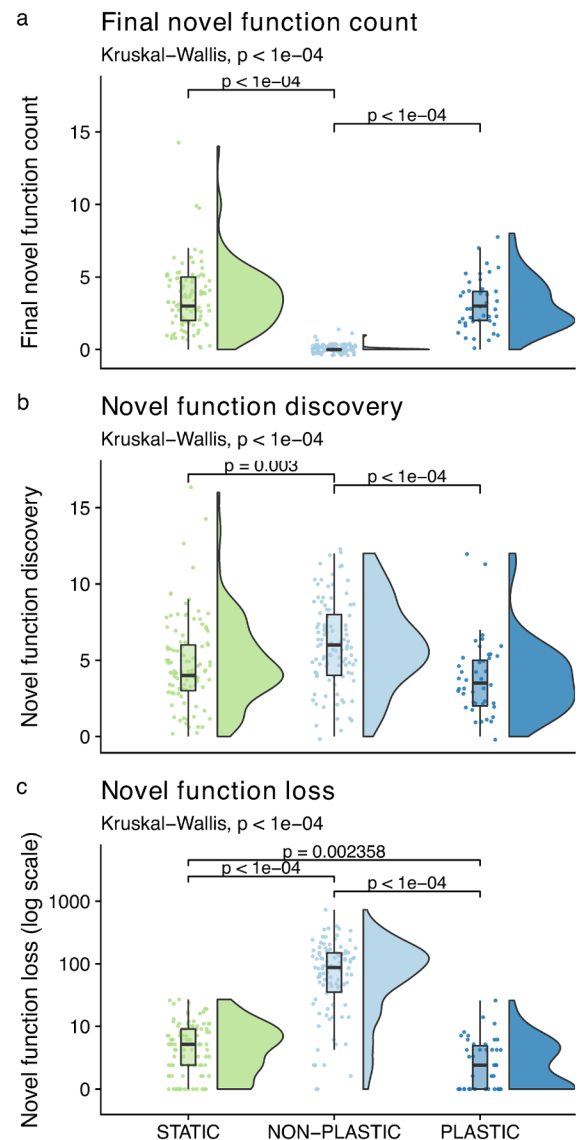 a
Final novel function count
Kruskal−Wallis, p < 1e−04
p < 1e−04
p < 1e−04
Final novel function count
15
10
5
0
b
Novel function discovery
Kruskal−Wallis, p < 1e−04
p = 0.003
p < 1e−04
Novel function discovery
15
10
5
0
c
Novel function loss
Kruskal−Wallis, p < 1e−04
p = 0.002358
p < 1e−04
p < 1e−04
Novel function loss (log scale)
1000
100
10
0
STATIC NON−PLASTIC PLASTIC